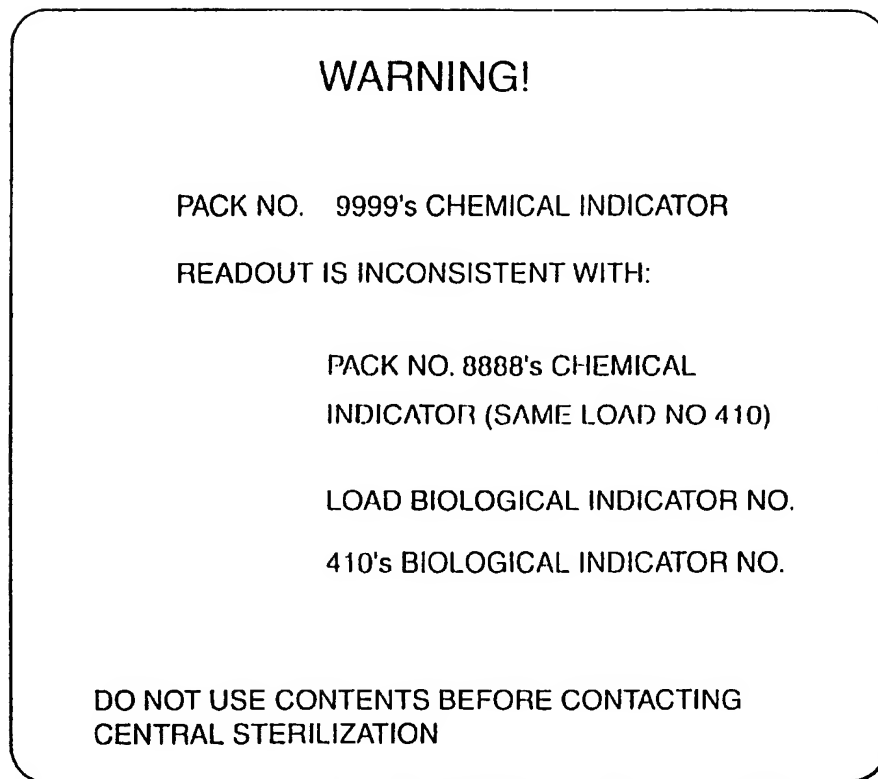 WARNING!
PACK NO. 9999's CHEMICAL INDICATOR
READOUT IS INCONSISTENT WITH:
PACK NO. 8888's CHEMICAL
INDICATOR (SAME LOAD NO 410)
LOAD BIOLOGICAL INDICATOR NO.
410's BIOLOGICAL INDICATOR NO.
DO NOT USE CONTENTS BEFORE CONTACTING
CENTRAL STERILIZATION